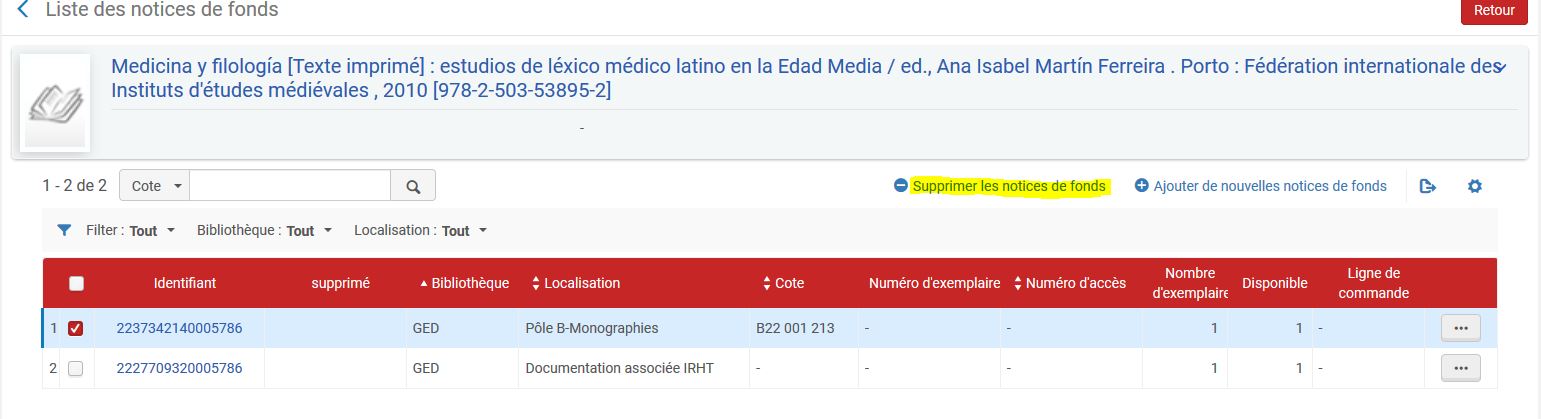 Liste des notices de fonds
Retour
Medicina y filología [Texte imprimé] : estudios de léxico médico latino en la Edad Media / ed., Ana Isabel Martín Ferreira . Porto : Fédération internationale des
Instituts d'études médiévales , 2010 [978-2-503-53895-2]
-
1 - 2 de 2 Cote Supprimer les notices de fonds Ajouter de nouvelles notices de fonds
Filter : Tout Bibliothèque : Tout Localisation : Tout
Identifiant supprimé Bibliothèque Localisation Cote Numéro d'exemplaire Numéro d'accès Nombre d'exemplaire Disponible Ligne de commande
1 2237342140005786 GED Pôle B-Monographies B22 001 213 - - 1 1 -
2 2227709320005786 GED Documentation associée IRHT - - - 1 1 -